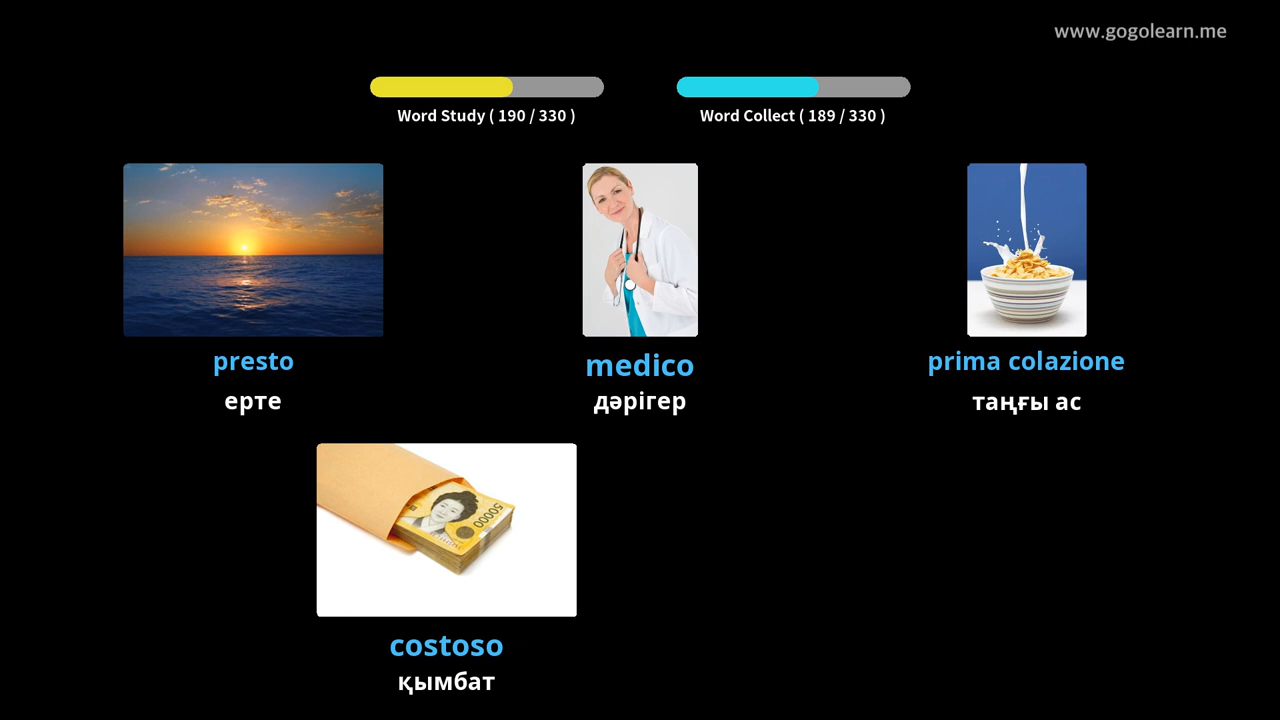 www.gogolearn.me
Word Study ( 190 / 330 )
Word Collect ( 189 / 330 )
presto
ерте
medico
дәрігер
prima colazione
таңғы ас
50000
costoso
қымбат